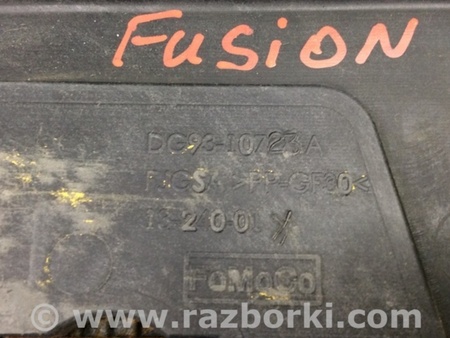 FUSION
DG93-10723A
>PP-GF30<
FoMoCo
www.razborki.com